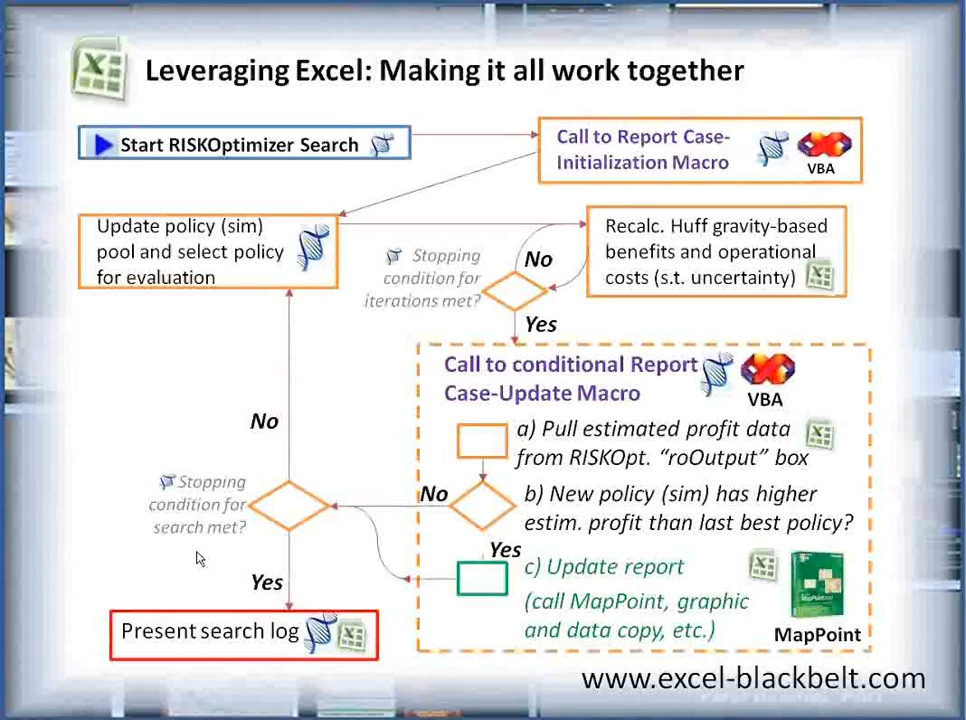 Leveraging Excel: Making it all work together
Start RISKOptimizer Search
Call to Report Case-
Initialization Macro
VBA
Update policy (sim)
pool and select policy
for evaluation
Stopping
condition for
iterations met?
No
Yes
Recalc. Huff gravity-based
benefits and operational
costs (s.t. uncertainty)
Call to conditional Report
Case-Update Macro
VBA
a) Pull estimated profit data
from RISKOpt. “roOutput” box
No
b) New policy (sim) has higher
estim. profit than last best policy?
Yes
c) Update report
(call MapPoint, graphic
and data copy, etc.)
MapPoint
No
Stopping
condition for
search met?
Yes
Present search log
www.excel-blackbelt.com